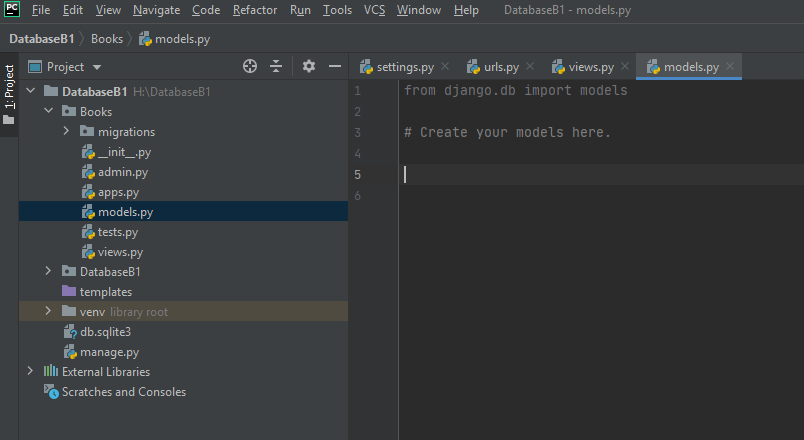 PC File Edit View Navigate Code Refactor Run Tools VCS Window Help DatabaseB1 - models.py
DatabaseB1 Books models.py
1: Project
Project
DatabaseB1 H:\DatabaseB1
Books
migrations
__init__.py
admin.py
apps.py
models.py
tests.py
views.py
DatabaseB1
templates
venv library root
db.sqlite3
manage.py
External Libraries
Scratches and Consoles
settings.py urls.py views.py models.py
1 from django.db import models
2
3 # Create your models here.
4
5
6